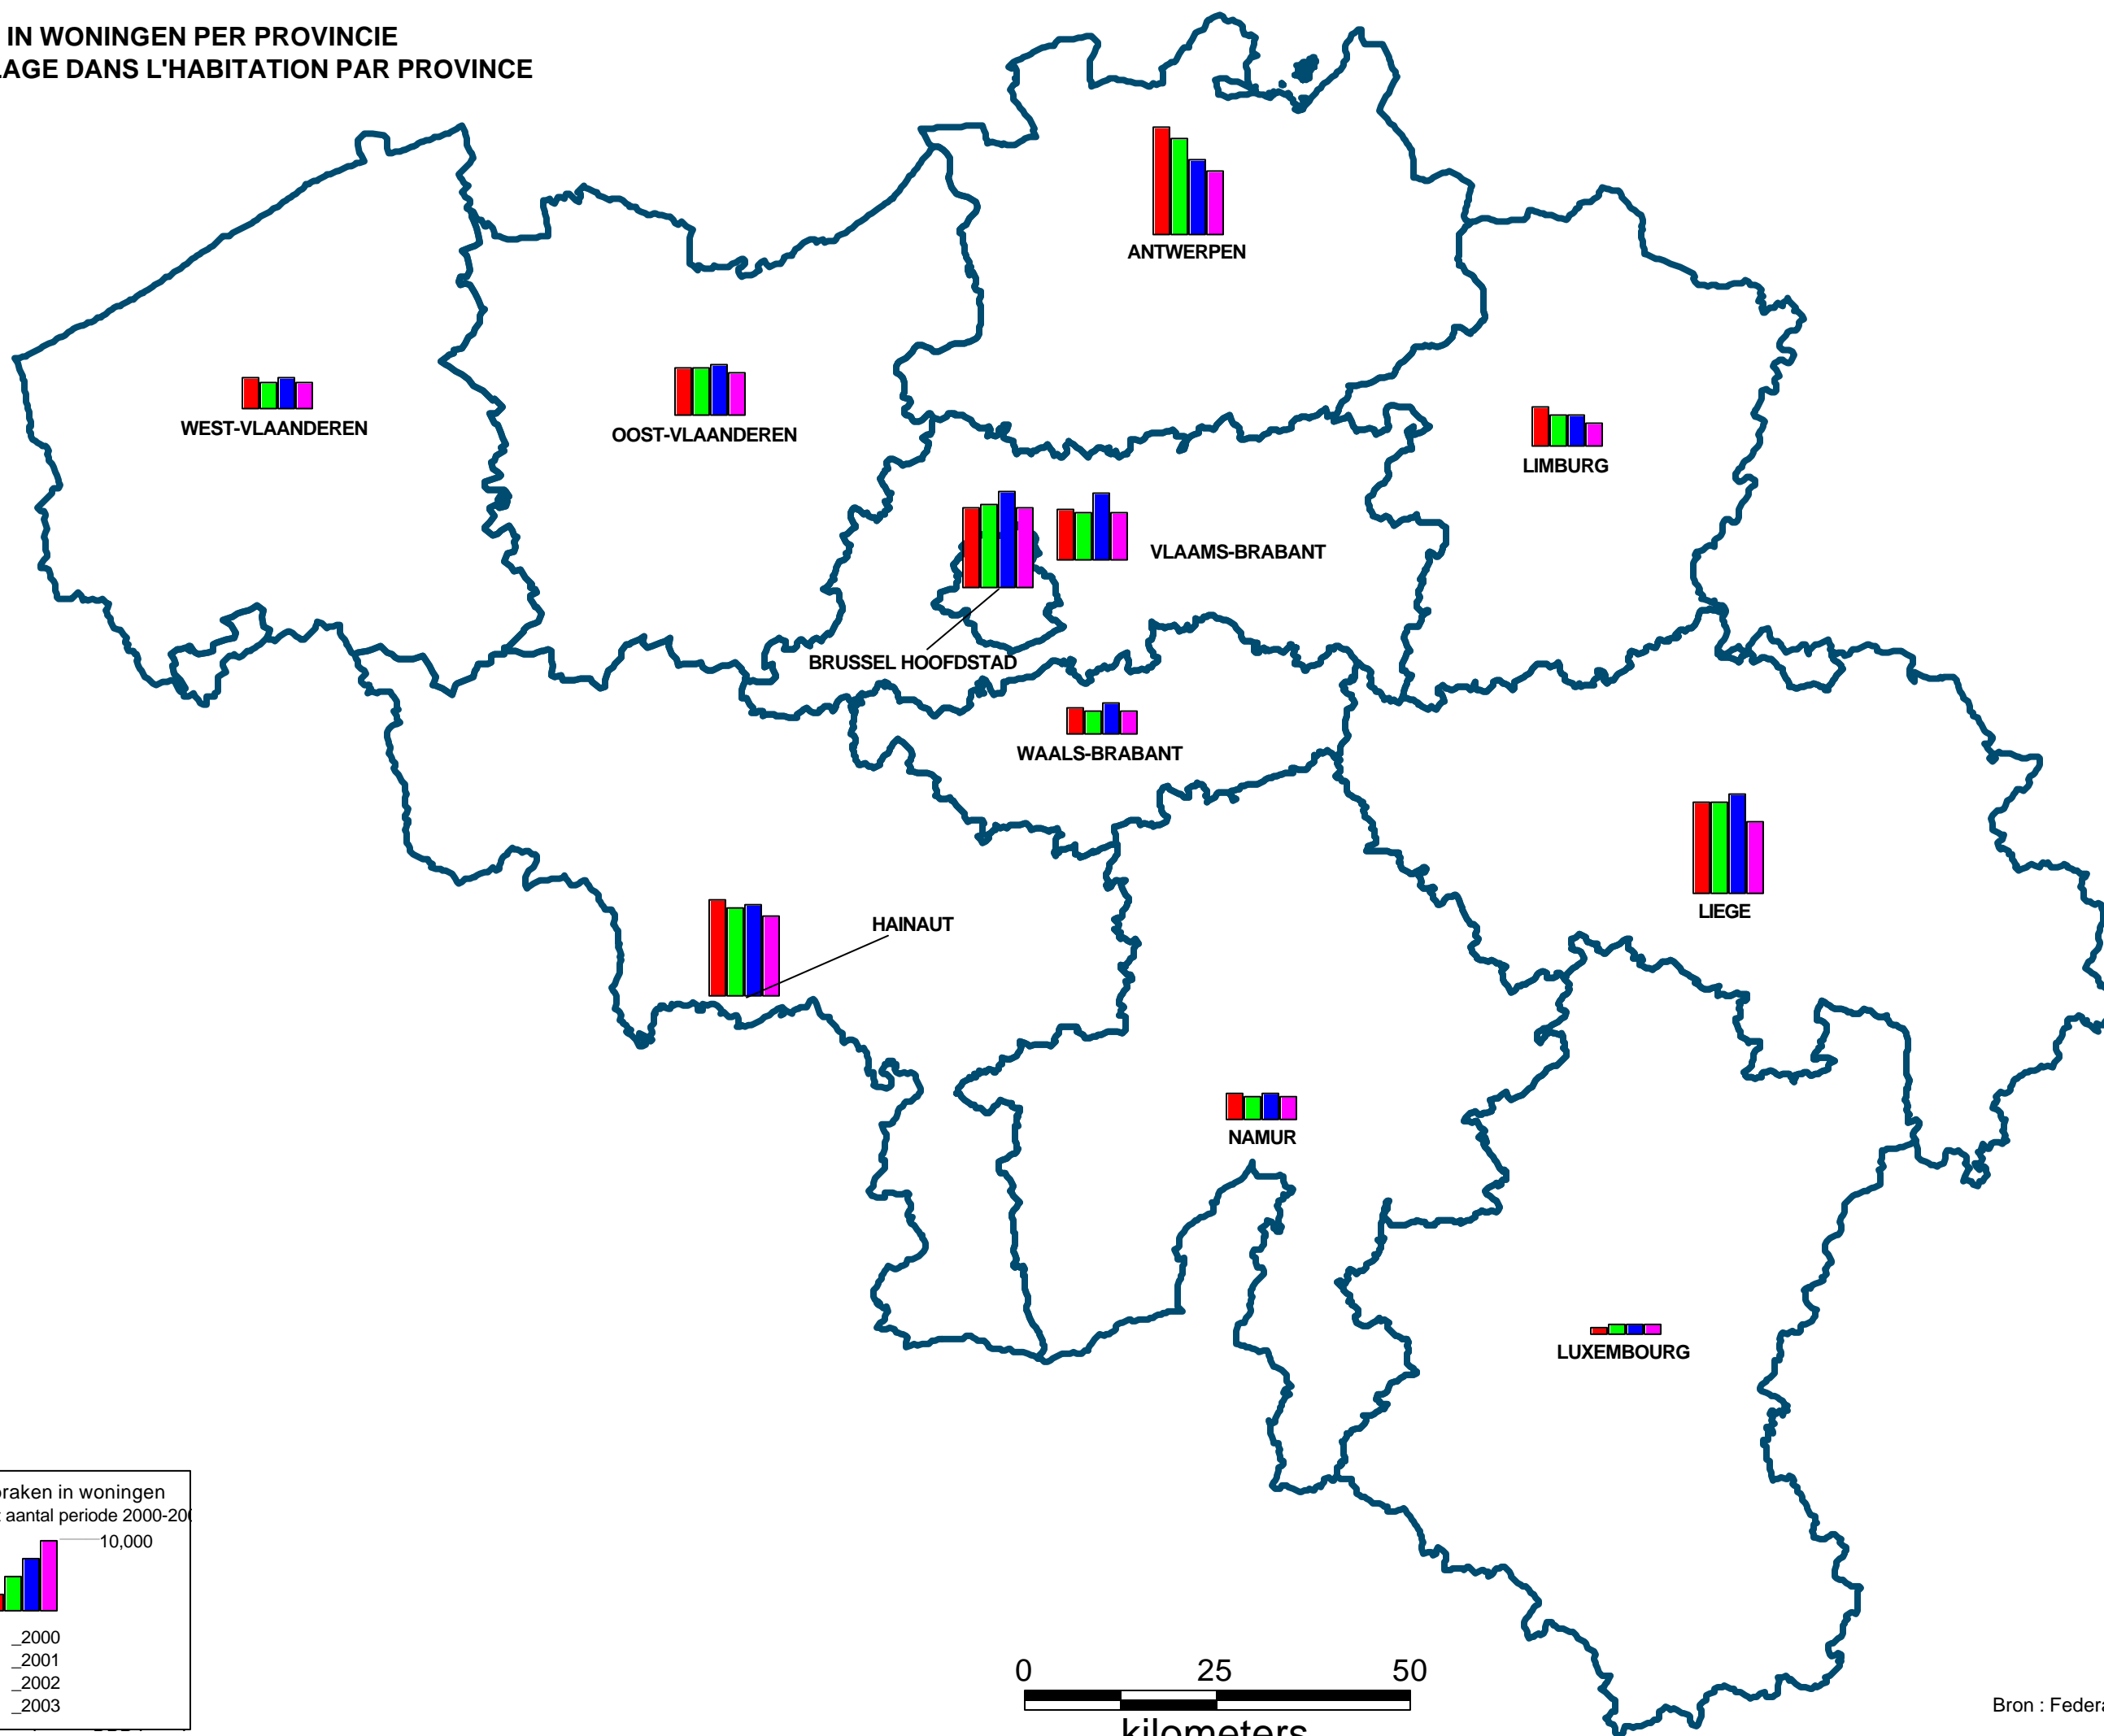 IN WONINGEN PER PROVINCIE
LAGE DANS L'HABITATION PAR PROVINCE
ANTWERPEN
WEST-VLAANDEREN
OOST-VLAANDEREN
LIMBURG
VLAAMS-BRABANT
BRUSSEL HOOFDSTAD
WAALS-BRABANT
LIEGE
HAINAUT
NAMUR
LUXEMBOURG
raken in woningen
aantal periode 2000-20
10,000
_2000
_2001
_2002
_2003
0 25 50
kilometers
Bron : Federa